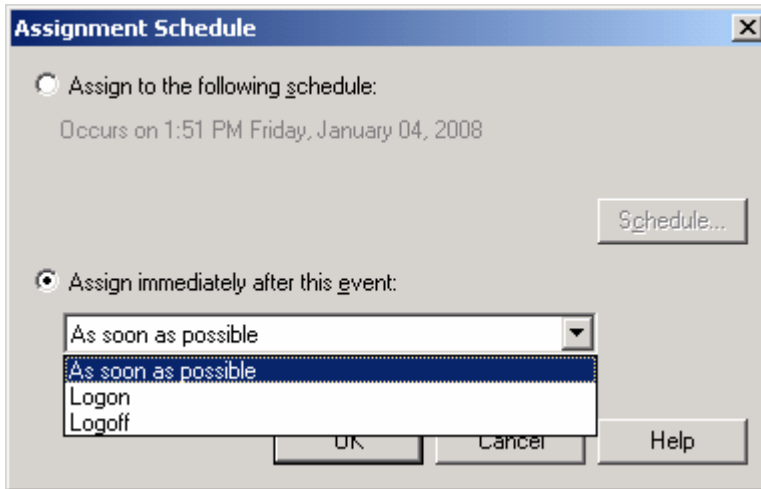 Assignment Schedule
Assign to the following schedule:
Occurs on 1:51 PM Friday, January 04, 2008
Schedule...
Assign immediately after this event:
As soon as possible
As soon as possible
Logon
Logoff
OK Cancel Help